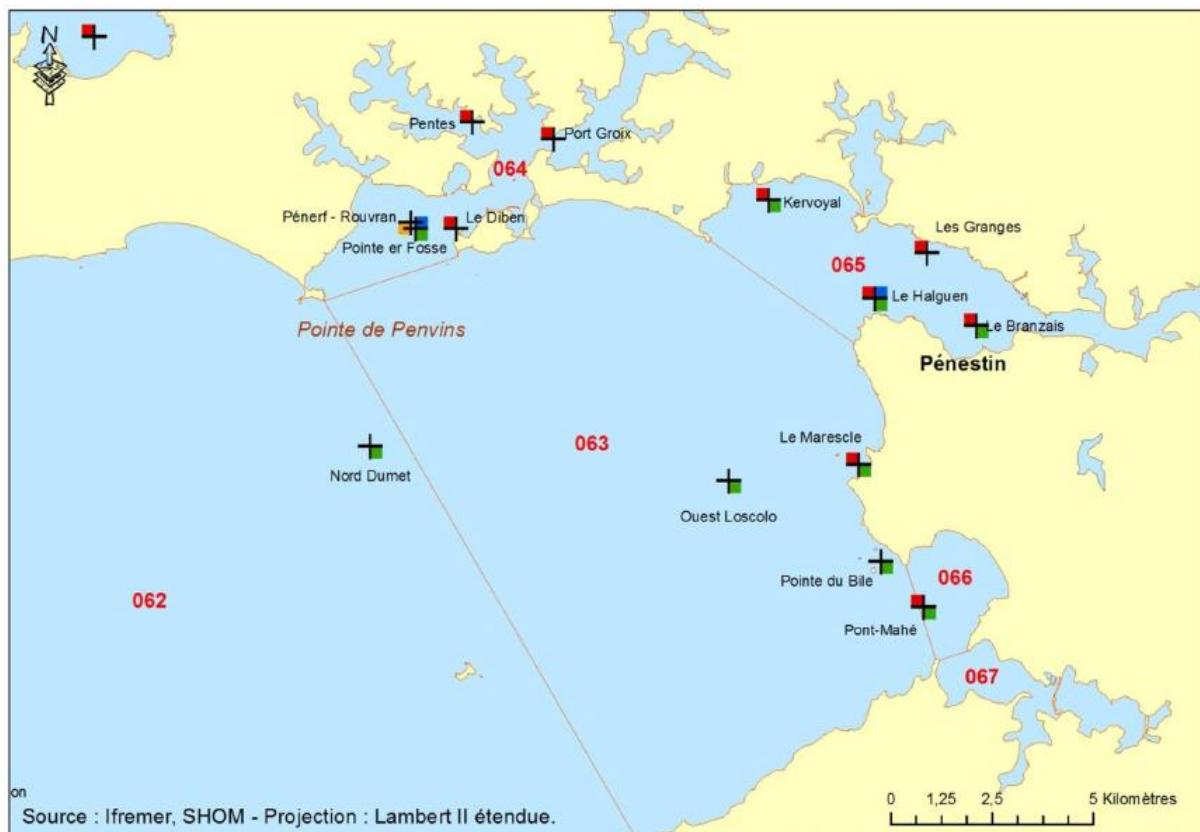 N
Pentes
Port Groix
064
Kervoyal
Pénerf - Rouvran
Le Diben
Pointe er Fosse
Les Granges
065
Le Halguen
Pointe de Penvins
Le Branzais
Pénestin
063
Le Marescle
Nord Dumet
Ouest Loscolo
Pointe du Bile
066
062
Pont-Mahé
067
on
0 1,25 2,5 5 Kilomètres
Source : Ifremer, SHOM - Projection : Lambert II étendue.